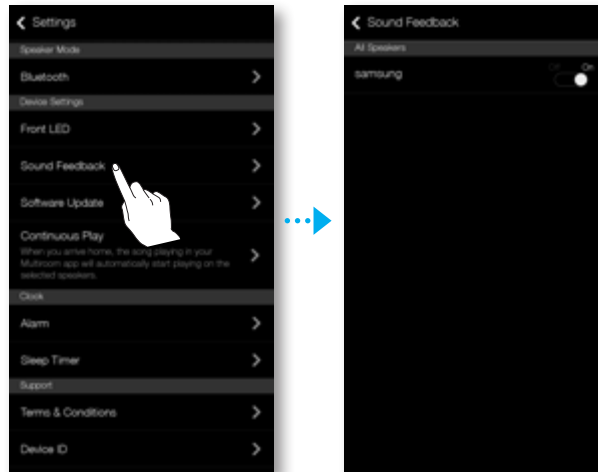 Settings
Speaker Mode
Bluetooth
Device Settings
Front LED
Sound Feedback
Software Update
Continuous Play
When you arrive home, the song playing in your
Multiroom app will automatically start playing on the
selected speakers.
Clock
Alarm
Sleep Timer
Support
Terms & Conditions
Device ID
Sound Feedback
All Speakers
samsung
Off On